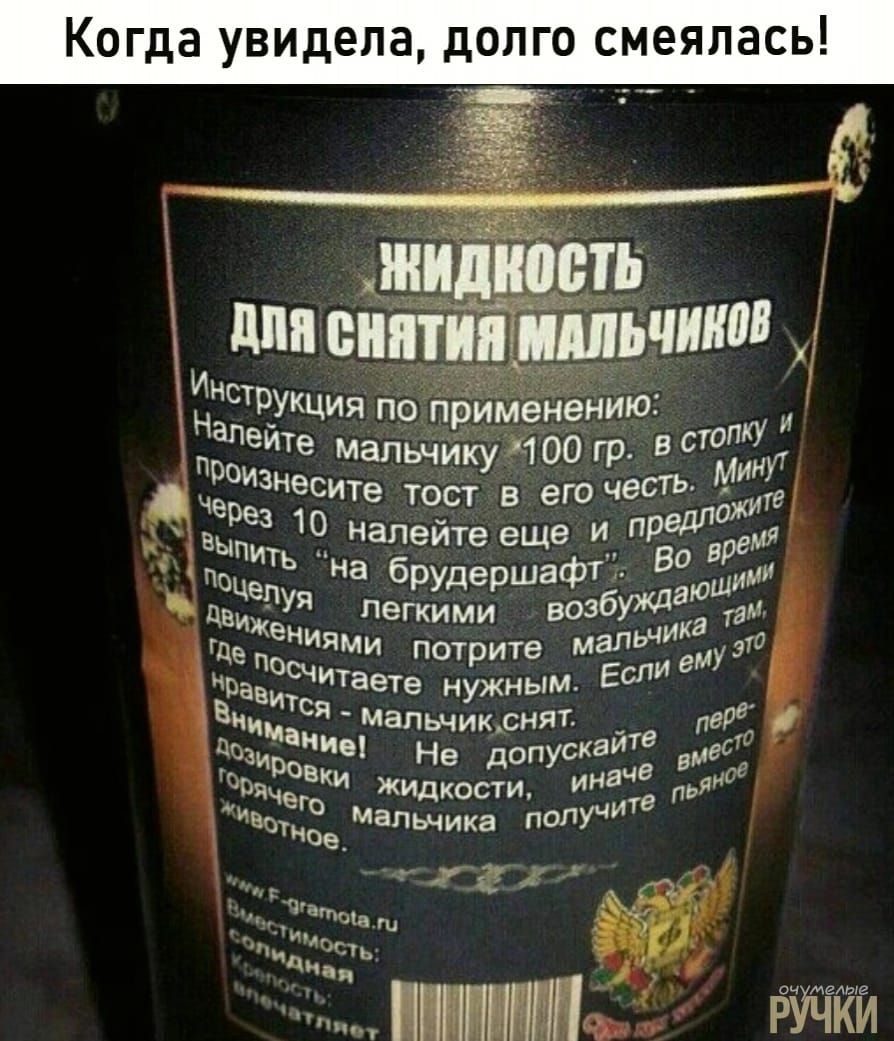 Когда увидела, долго смеялась!
ЖИДКОСТЬ
ДЛЯ СНЯТИЯ МАЛЬЧИКОВ
Инструкция по применению:
Налейте мальчику 100 гр. в стопку и
произнесите тост в его честь. Минут
через 10 налейте еще и предложите
выпить "на брудершафт". Во время
поцелуя легкими возбуждающими
движениями потрите мальчика там,
где посчитаете нужным. Если ему это
нравится - мальчик снят.
Внимание! Не допускайте пере-
дозировки жидкости, иначе вместо
горячего мальчика получите пьяное
животное.
www.F-gramota.ru
Вместимость:
солидная
Крепость:
впечатляет
очумелые
РУЧКИ